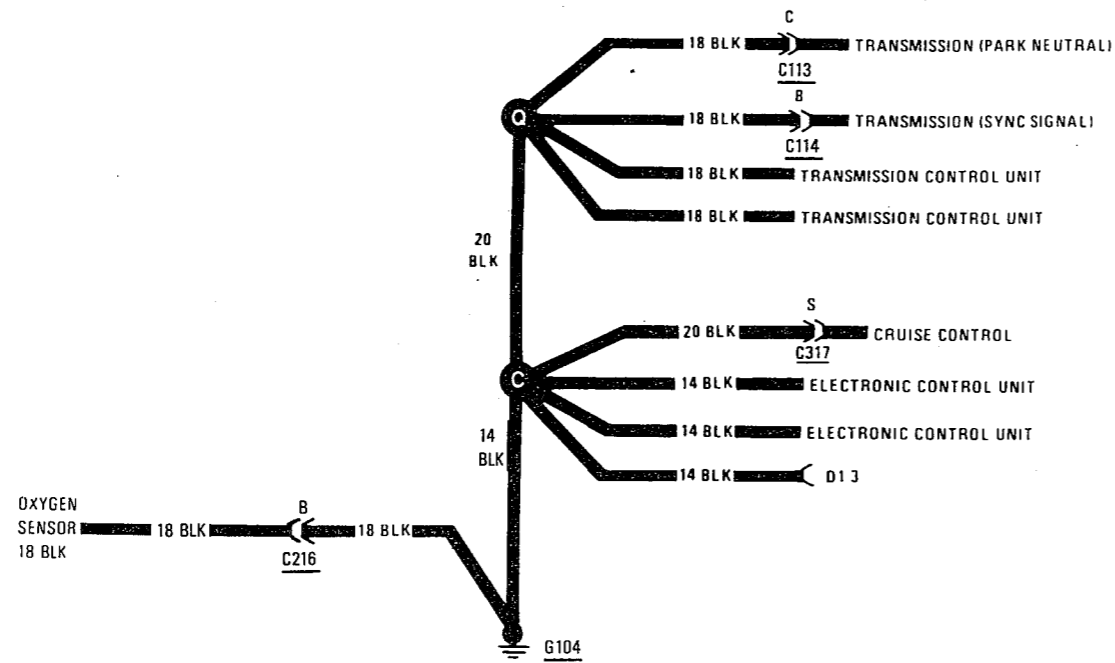 C
18 BLK TRANSMISSION (PARK NEUTRAL)
C113
B
Q
18 BLK TRANSMISSION (SYNC SIGNAL)
C114
18 BLK TRANSMISSION CONTROL UNIT
18 BLK TRANSMISSION CONTROL UNIT
20
BLK
S
20 BLK CRUISE CONTROL
C317
C
14 BLK ELECTRONIC CONTROL UNIT
14
BLK
14 BLK ELECTRONIC CONTROL UNIT
14 BLK D13
OXYGEN
SENSOR
18 BLK
18 BLK
B
18 BLK
C216
G104